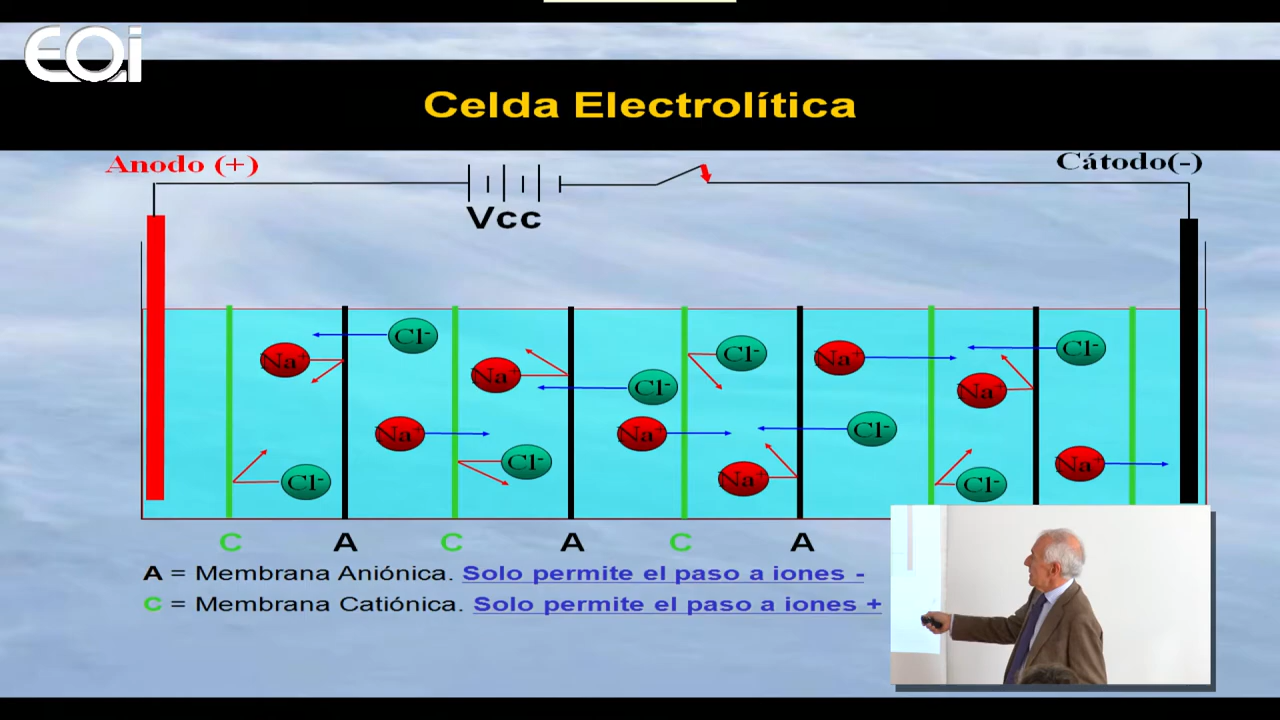 EOi
Celda Electrolítica
Anodo (+)
Cátodo(-)
Vcc
Cl-
Na+
Cl-
Cl-
Na+
Cl-
Na+
Na+
Cl-
Na+
Cl-
Na+
Na+
Cl-
Na+
Cl-
Na+
Cl-
Cl-
C A C A C A
A = Membrana Aniónica. Solo permite el paso a iones -
C = Membrana Catiónica. Solo permite el paso a iones +